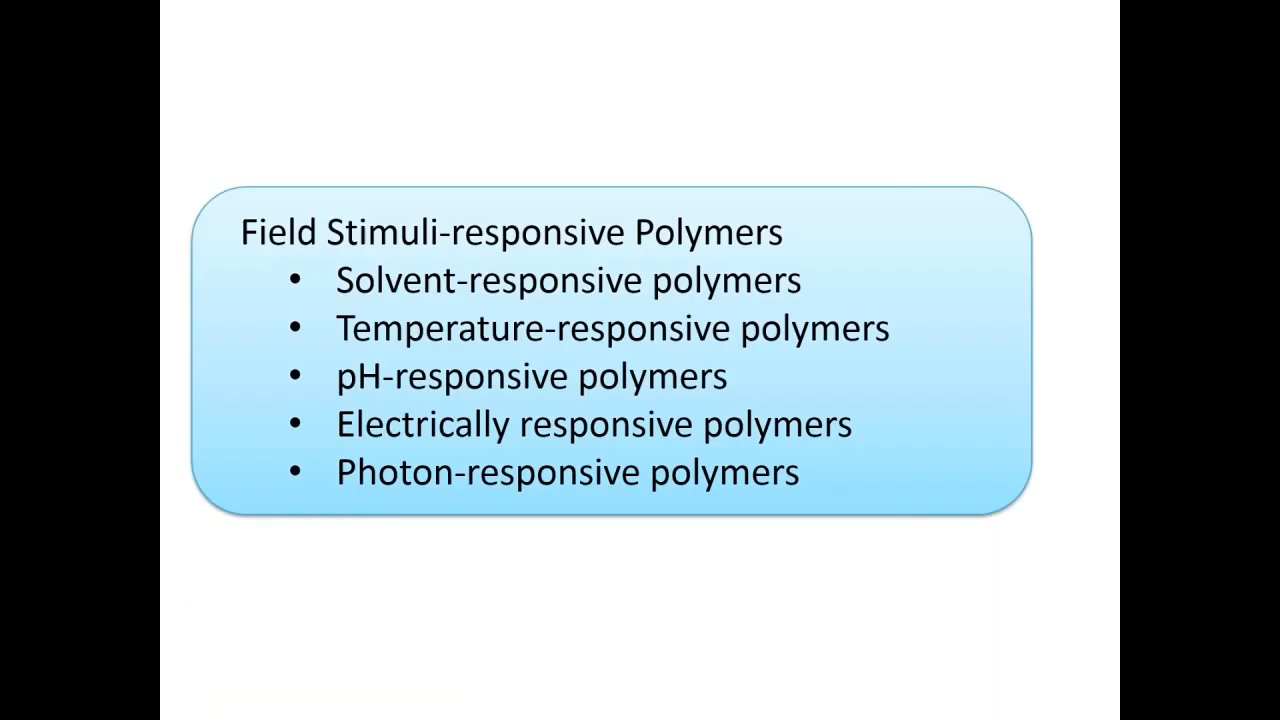 Field Stimuli-responsive Polymers
• Solvent-responsive polymers
• Temperature-responsive polymers
• pH-responsive polymers
• Electrically responsive polymers
• Photon-responsive polymers